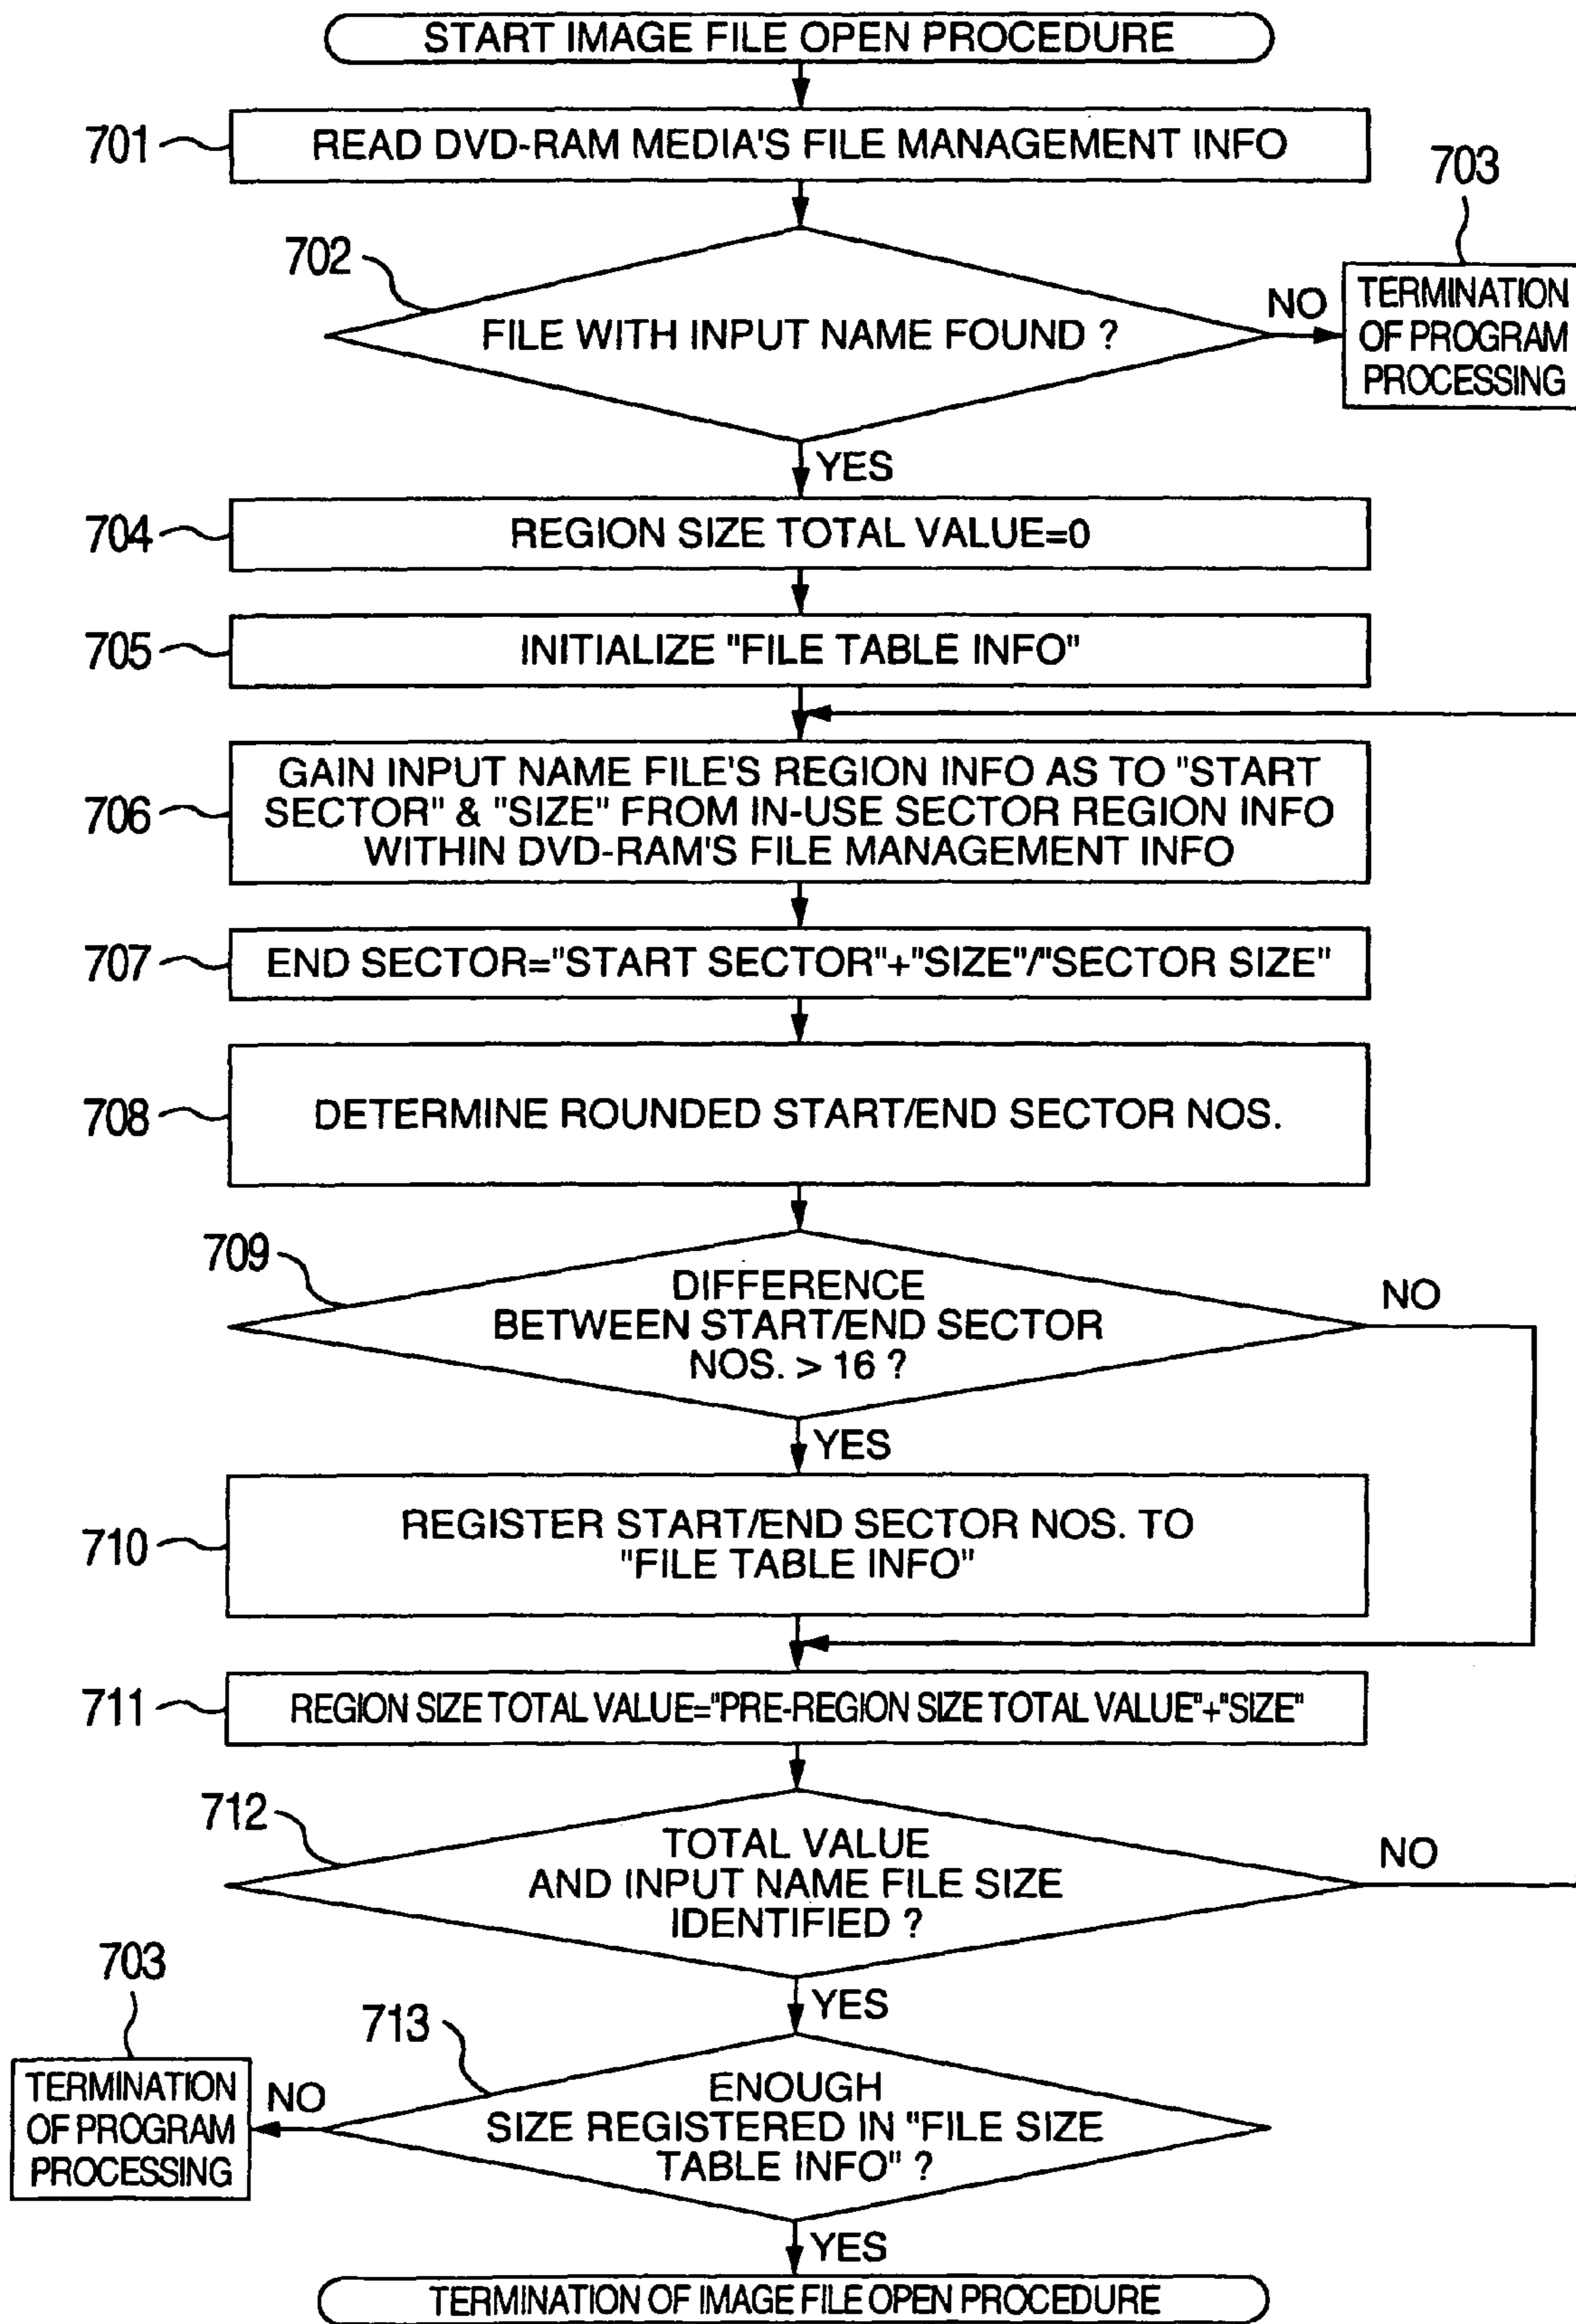 START IMAGE FILE OPEN PROCEDURE
701
READ DVD-RAM MEDIA'S FILE MANAGEMENT INFO
703
702
FILE WITH INPUT NAME FOUND ?
NO
TERMINATION
OF PROGRAM
PROCESSING
YES
704
REGION SIZE TOTAL VALUE=0
705
INITIALIZE "FILE TABLE INFO"
706
GAIN INPUT NAME FILE'S REGION INFO AS TO "START
SECTOR" & "SIZE" FROM IN-USE SECTOR REGION INFO
WITHIN DVD-RAM'S FILE MANAGEMENT INFO
707
END SECTOR="START SECTOR"+"SIZE"/"SECTOR SIZE"
708
DETERMINE ROUNDED START/END SECTOR NOS.
709
DIFFERENCE
BETWEEN START/END SECTOR
NOS. > 16 ?
NO
YES
710
REGISTER START/END SECTOR NOS. TO
"FILE TABLE INFO"
711
REGION SIZE TOTAL VALUE="PRE-REGION SIZE TOTAL VALUE"+"SIZE"
712
TOTAL VALUE
AND INPUT NAME FILE SIZE
IDENTIFIED ?
NO
YES
703
TERMINATION
OF PROGRAM
PROCESSING
NO
713
ENOUGH
SIZE REGISTERED IN "FILE SIZE
TABLE INFO" ?
YES
TERMINATION OF IMAGE FILE OPEN PROCEDURE